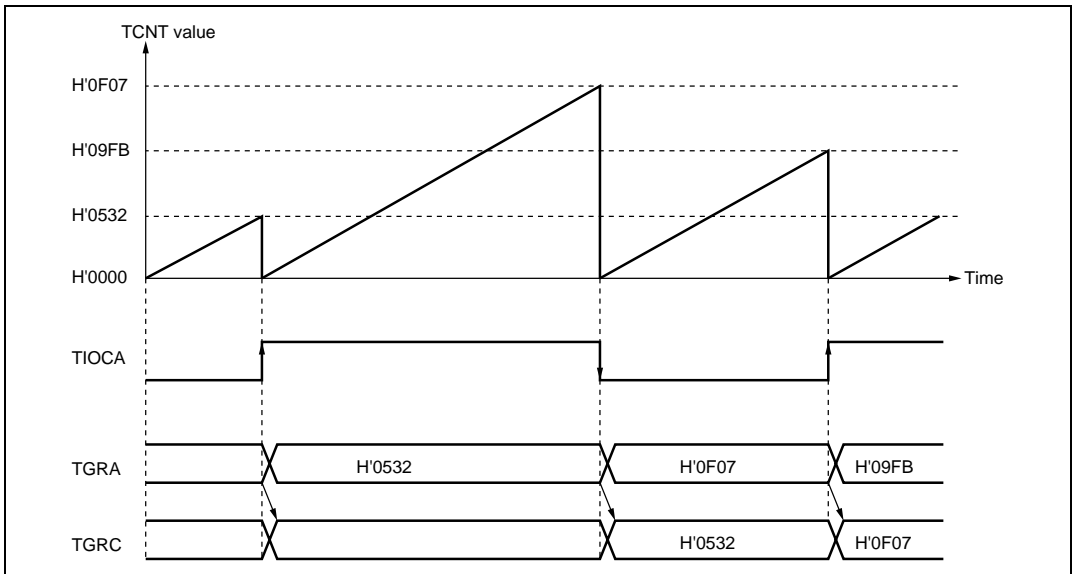 TCNT value
H'0F07
H'09FB
H'0532
H'0000
Time
TIOCA
TGRA
H'0532
H'0F07
H'09FB
TGRC
H'0532
H'0F07